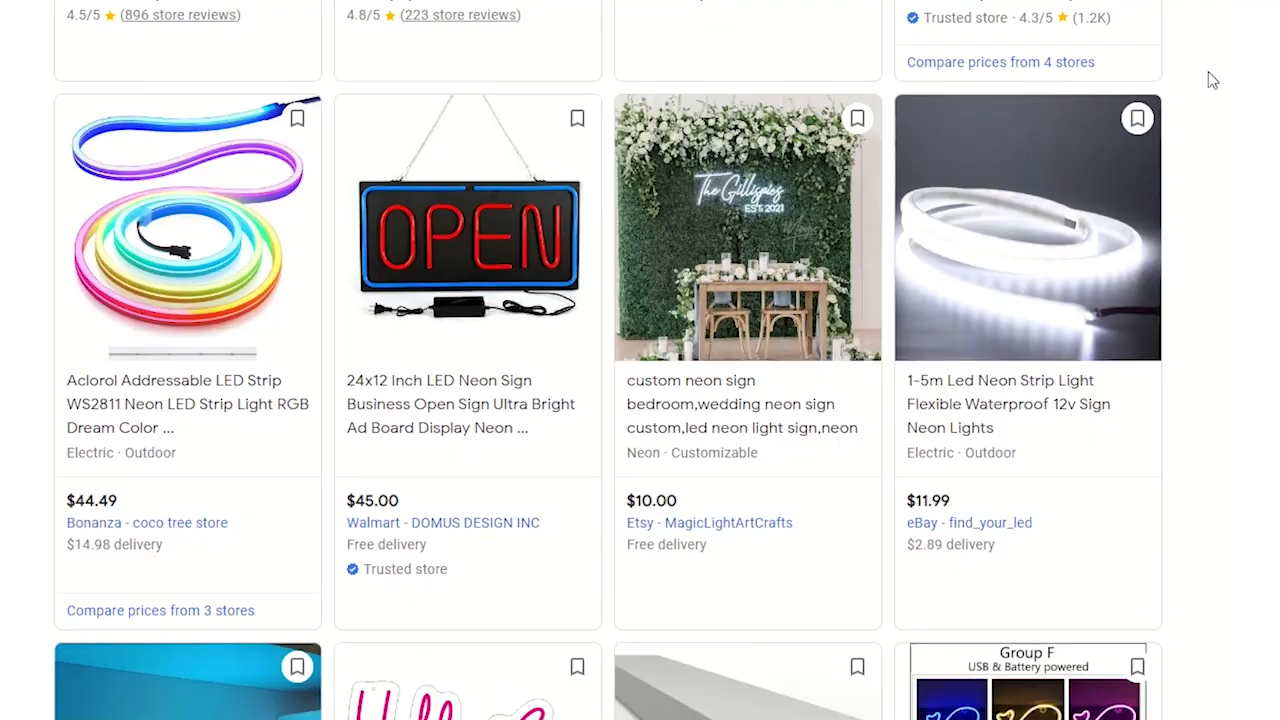 4.5/5 ★ (896 store reviews)
4.8/5 ★ (223 store reviews)
Trusted store · 4.3/5 ★ (1.2K)
Compare prices from 4 stores
OPEN
The Gillispies
EST. 2021
Aclorol Addressable LED Strip
WS2811 Neon LED Strip Light RGB
Dream Color ...
Electric · Outdoor
$44.49
Bonanza - coco tree store
$14.98 delivery
Compare prices from 3 stores
24x12 Inch LED Neon Sign
Business Open Sign Ultra Bright
Ad Board Display Neon ...
$45.00
Walmart - DOMUS DESIGN INC
Free delivery
Trusted store
custom neon sign
bedroom,wedding neon sign
custom,led neon light sign,neon
Neon · Customizable
$10.00
Etsy - MagicLightArtCrafts
Free delivery
1-5m Led Neon Strip Light
Flexible Waterproof 12v Sign
Neon Lights
Electric · Outdoor
$11.99
eBay - find_your_led
$2.89 delivery
Group F
USB & Battery powered